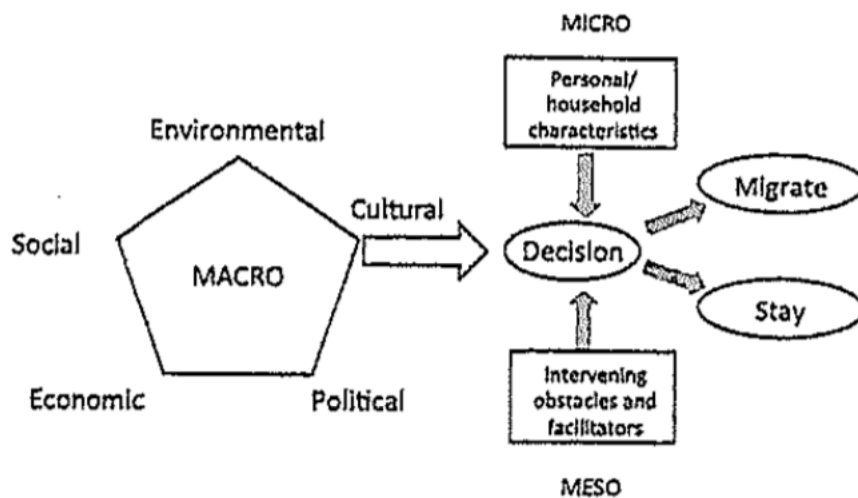 MICRO
Personal/
household
characteristics
Environmental
Cultural
Migrate
Social
MACRO
Decision
Stay
Economic
Political
Intervening
obstacles and
facilitators
MESO